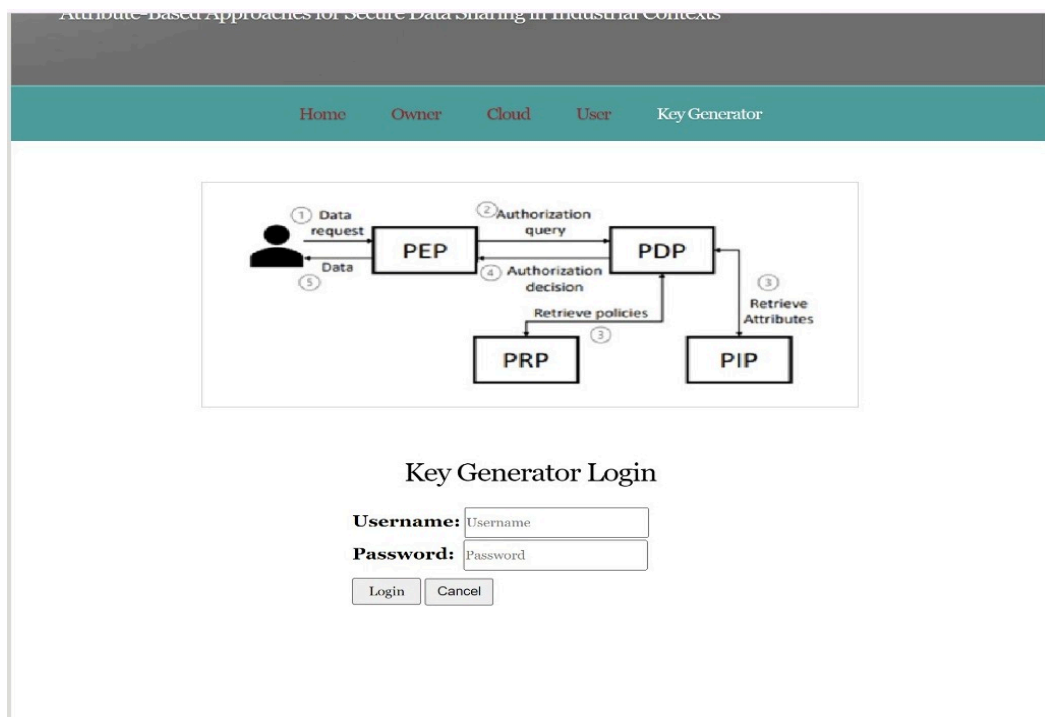 Attribute-Based Approaches for Secure Data Sharing in Industrial Contexts
Home Owner Cloud User Key Generator
1 Data
request
2 Authorization
query
PEP
PDP
Data
5
4 Authorization
decision
3
Retrieve
Attributes
Retrieve policies
3
PRP
PIP
Key Generator Login
Username: Username
Password: Password
Login Cancel